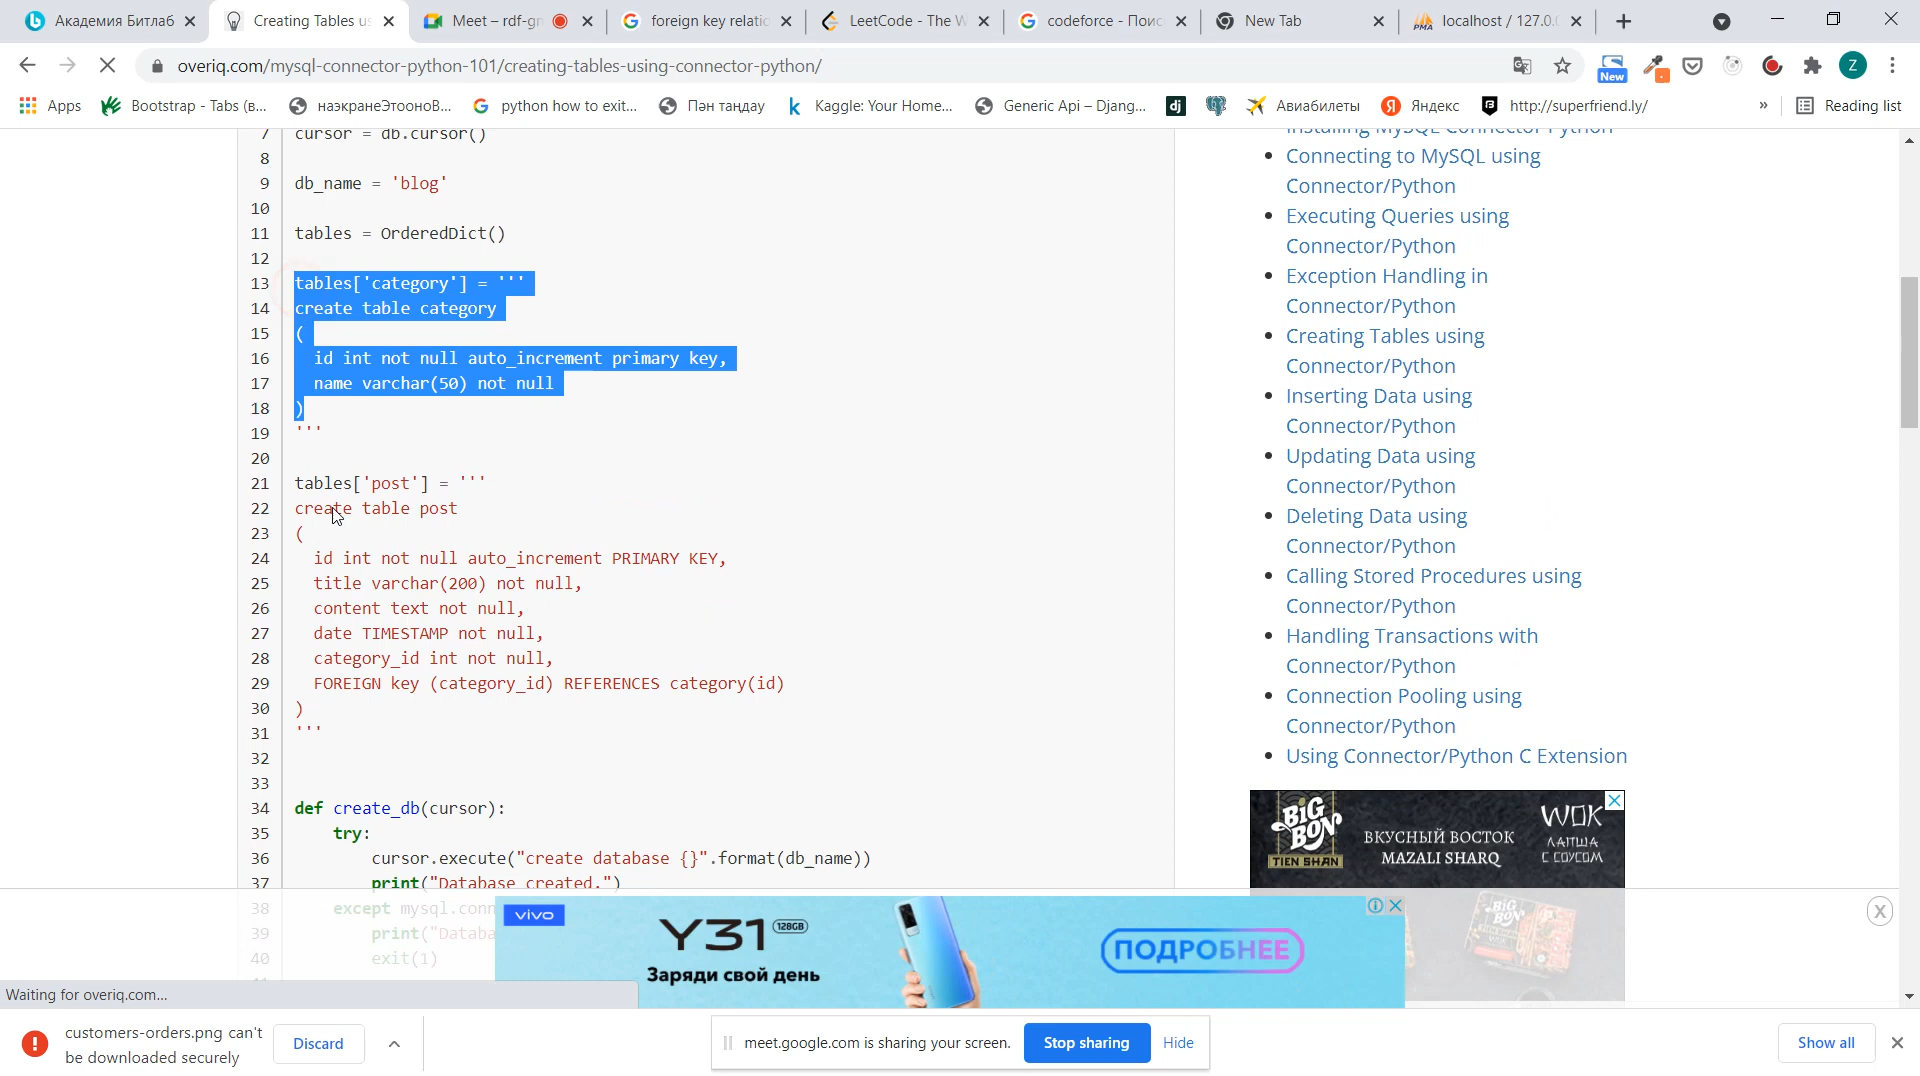 Академия Битлаб
Creating Tables us
Meet – rdf-gn
foreign key relatio
LeetCode - The W
codeforce - Поис
New Tab
localhost / 127.0.
overiq.com/mysql-connector-python-101/creating-tables-using-connector-python/
New
Z
Apps
Bootstrap - Tabs (в...
наэкранеЭтооноВ...
python how to exit...
Пән таңдау
Kaggle: Your Home...
Generic Api – Djang...
dj
Авиабилеты
Яндекс
http://superfriend.ly/
»
Reading list
7 cursor = db.cursor()
8
9 db_name = 'blog'
10
11 tables = OrderedDict()
12
13 tables['category'] = '''
14 create table category
15 (
16 id int not null auto_increment primary key,
17 name varchar(50) not null
18 )
19 '''
20
21 tables['post'] = '''
22 create table post
23 (
24 id int not null auto_increment PRIMARY KEY,
25 title varchar(200) not null,
26 content text not null,
27 date TIMESTAMP not null,
28 category_id int not null,
29 FOREIGN key (category_id) REFERENCES category(id)
30 )
31 '''
32
33
34 def create_db(cursor):
35 try:
36 cursor.execute("create database {}".format(db_name))
37 print("Database created.")
38 except mysql.conn
39 print("Databa
40 exit(1)
Installing MySQL Connector Python
Connecting to MySQL using
Connector/Python
Executing Queries using
Connector/Python
Exception Handling in
Connector/Python
Creating Tables using
Connector/Python
Inserting Data using
Connector/Python
Updating Data using
Connector/Python
Deleting Data using
Connector/Python
Calling Stored Procedures using
Connector/Python
Handling Transactions with
Connector/Python
Connection Pooling using
Connector/Python
Using Connector/Python C Extension
BIG BON
TIEN SHAN
ВКУСНЫЙ ВОСТОК
MAZALI SHARQ
WOK
ЛАПША
С СОУСОМ
vivo
Y31 128GB
Заряди свой день
ПОДРОБНЕЕ
Waiting for overiq.com...
customers-orders.png can't
be downloaded securely
Discard
meet.google.com is sharing your screen.
Stop sharing
Hide
Show all